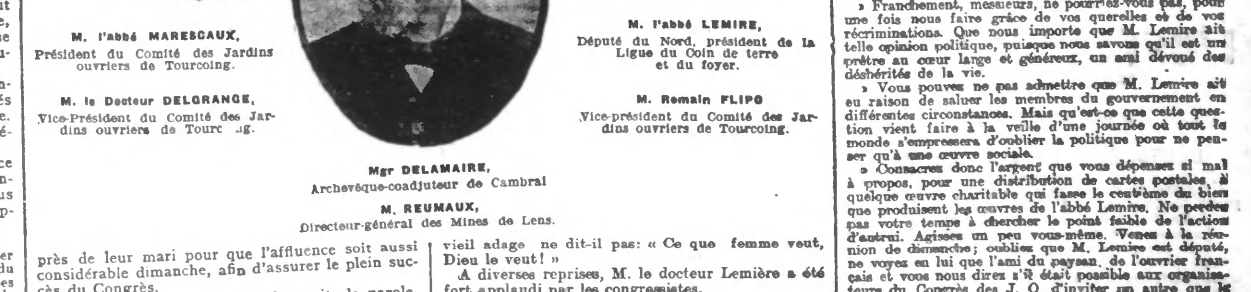 M. l'abbé MARESCAUX,
Président du Comité des Jardins
ouvriers de Tourcoing.
M. le Docteur DELGRANGE,
Vice-Président du Comité des Jar-
dins ouvriers de
Mgr DELAMAIRE,
Archevêque-coadjuteur de Cambrai
M. REUMAUX,
Directeur-général des Mines de Lens.
M. l'abbé LEMIRE,
Député du Nord, président de la
Ligue du Coin de terre
et du foyer.
M. Romain FLIPO
Vice-président du Comité des Jar-
dins ouvriers de Tourcoing.
près de leur mari pour que l'affluence soit aussi
considérable dimanche, afin d'assurer le plein suc-
cès du Congrès.
vieil adage ne dit-il pas: « Ce que femme veut,
Dieu le veut! »
A diverses reprises, M. le docteur Lemière a été
fort applaudi par les congressistes.
» Franchement, messieurs, ne pourriez-vous pas, pour
une fois nous faire grâce de vos querelles et de vos
récriminations. Que nous importe que M. Lemire ait
telle opinion politique, puisque nous savons qu'il est un
prêtre au cœur large et généreux, un ami dévoué des
déshérités de la vie.
» Vous pouvez ne pas admettre que M. Lemire ait
eu raison de saluer les membres du gouvernement en
différentes circonstances. Mais qu'est-ce que cette ques-
tion vient faire à la veille d'une journée où tout le
monde s'empressera d'oublier la politique pour ne pen-
ser qu'à une œuvre sociale.
» Consacrez donc l'argent que vous dépensez si mal
à propos, pour une distribution de cartes postales, à
quelque œuvre charitable qui fasse le centième du bien
que produisent les œuvres de l'abbé Lemire. Ne perdez
pas votre temps à chercher le point faible de l'action
d'autrui. Agissez un peu vous-même. Venez à la réu-
nion de dimanche; oubliez que M. Lemire est député,
ne voyez en lui que l'ami du paysan, de l'ouvrier fran-
çais et vous nous direz s'il était possible aux organisa-
teurs du Congrès des J. O. d'inviter un autre que le